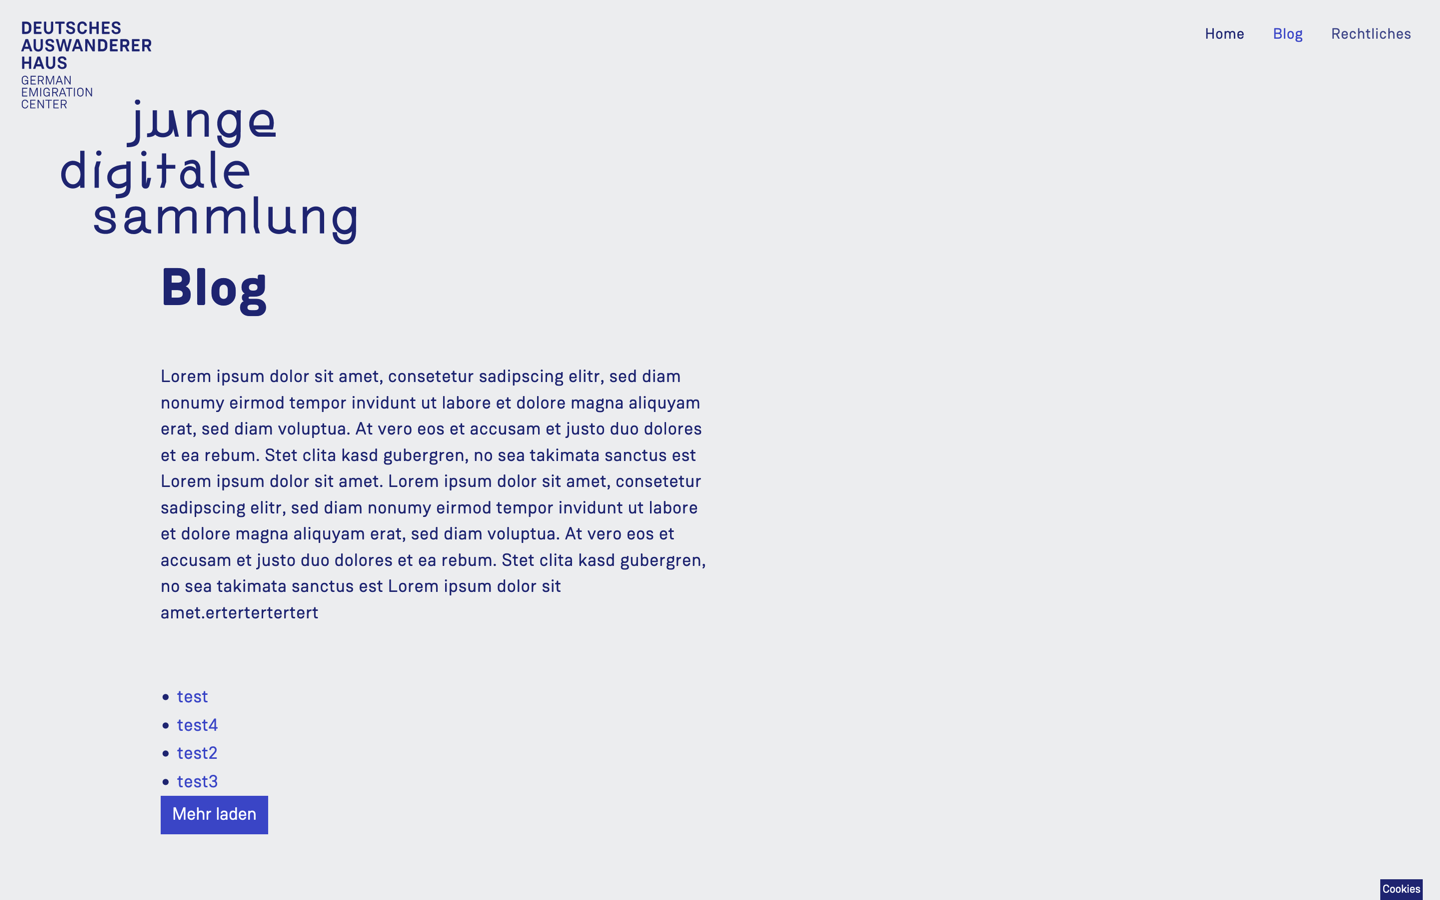 DEUTSCHES
AUSWANDERER
HAUS
GERMAN
EMIGRATION
CENTER
junge
digitale
sammlung
Home
Blog
Rechtliches
Blog
Lorem ipsum dolor sit amet, consetetur sadipscing elitr, sed diam
nonumy eirmod tempor invidunt ut labore et dolore magna aliquyam
erat, sed diam voluptua. At vero eos et accusam et justo duo dolores
et ea rebum. Stet clita kasd gubergren, no sea takimata sanctus est
Lorem ipsum dolor sit amet. Lorem ipsum dolor sit amet, consetetur
sadipscing elitr, sed diam nonumy eirmod tempor invidunt ut labore
et dolore magna aliquyam erat, sed diam voluptua. At vero eos et
accusam et justo duo dolores et ea rebum. Stet clita kasd gubergren,
no sea takimata sanctus est Lorem ipsum dolor sit
amet.ertertertertert
test
test4
test2
test3
Mehr laden
Cookies